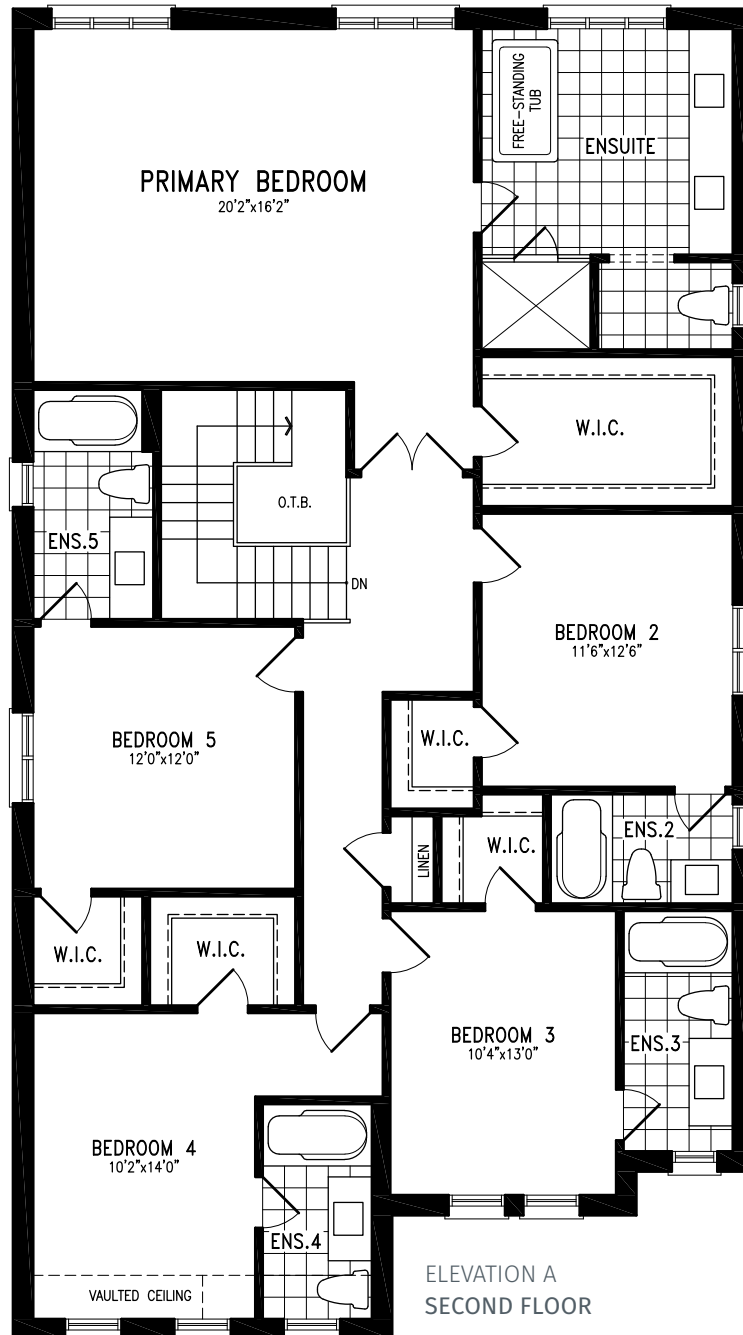 FREE-STANDING
TUB
ENSUITE
PRIMARY BEDROOM
20'2"x16'2"
W.I.C.
O.T.B.
ENS.5
DN
BEDROOM 2
11'6"x12'6"
BEDROOM 5
12'0"x12'0"
W.I.C.
ENS.2
LINEN
W.I.C.
W.I.C.
W.I.C.
BEDROOM 3
10'4"x13'0"
ENS.3
BEDROOM 4
10'2"x14'0"
ENS.4
VAULTED CEILING
ELEVATION A
SECOND FLOOR